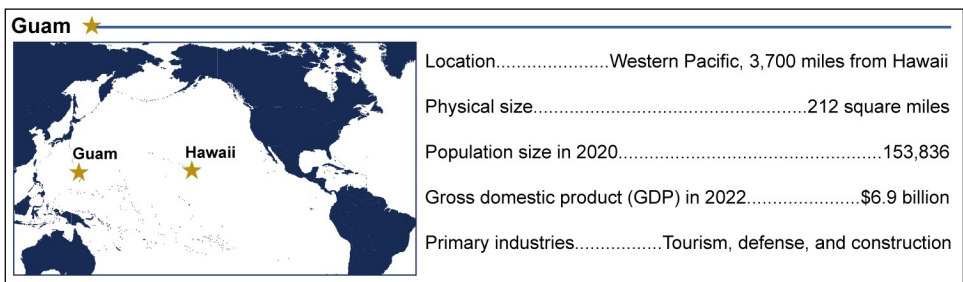 Guam
Guam
Hawaii
Location.....................Western Pacific, 3,700 miles from Hawaii
Physical size...................................................212 square miles
Population size in 2020.................................................153,836
Gross domestic product (GDP) in 2022.....................$6.9 billion
Primary industries................Tourism, defense, and construction